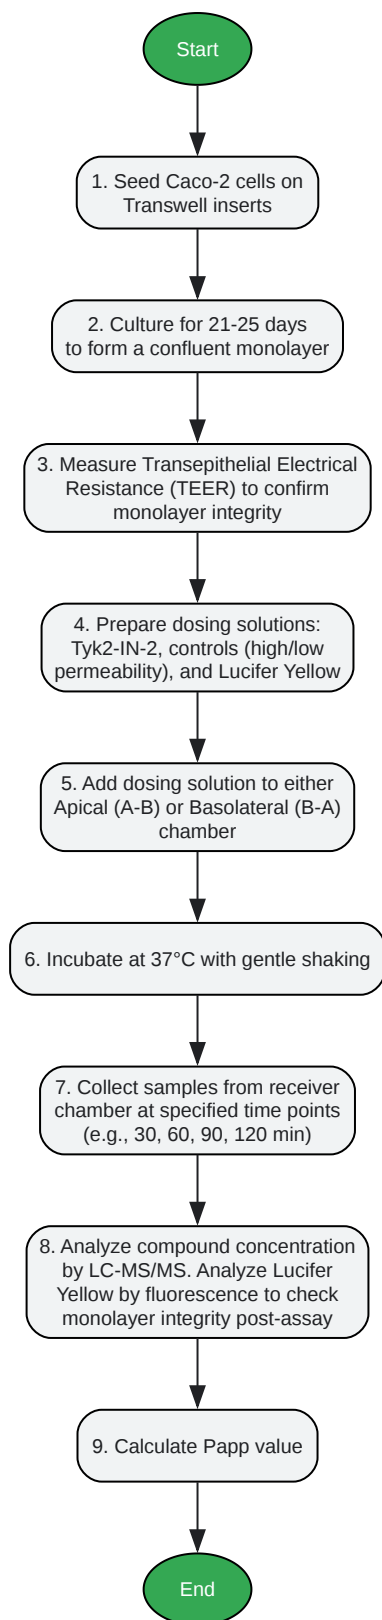 Start
1. Seed Caco-2 cells on
Transwell inserts
2. Culture for 21-25 days
to form a confluent monolayer
3. Measure Transepithelial Electrical
Resistance (TEER) to confirm
monolayer integrity
4. Prepare dosing solutions:
Tyk2-IN-2, controls (high/low
permeability), and Lucifer Yellow
5. Add dosing solution to either
Apical (A-B) or Basolateral (B-A)
chamber
6. Incubate at 37°C with gentle shaking
7. Collect samples from receiver
chamber at specified time points
(e.g., 30, 60, 90, 120 min)
8. Analyze compound concentration
by LC-MS/MS. Analyze Lucifer
Yellow by fluorescence to check
monolayer integrity post-assay
9. Calculate Papp value
End